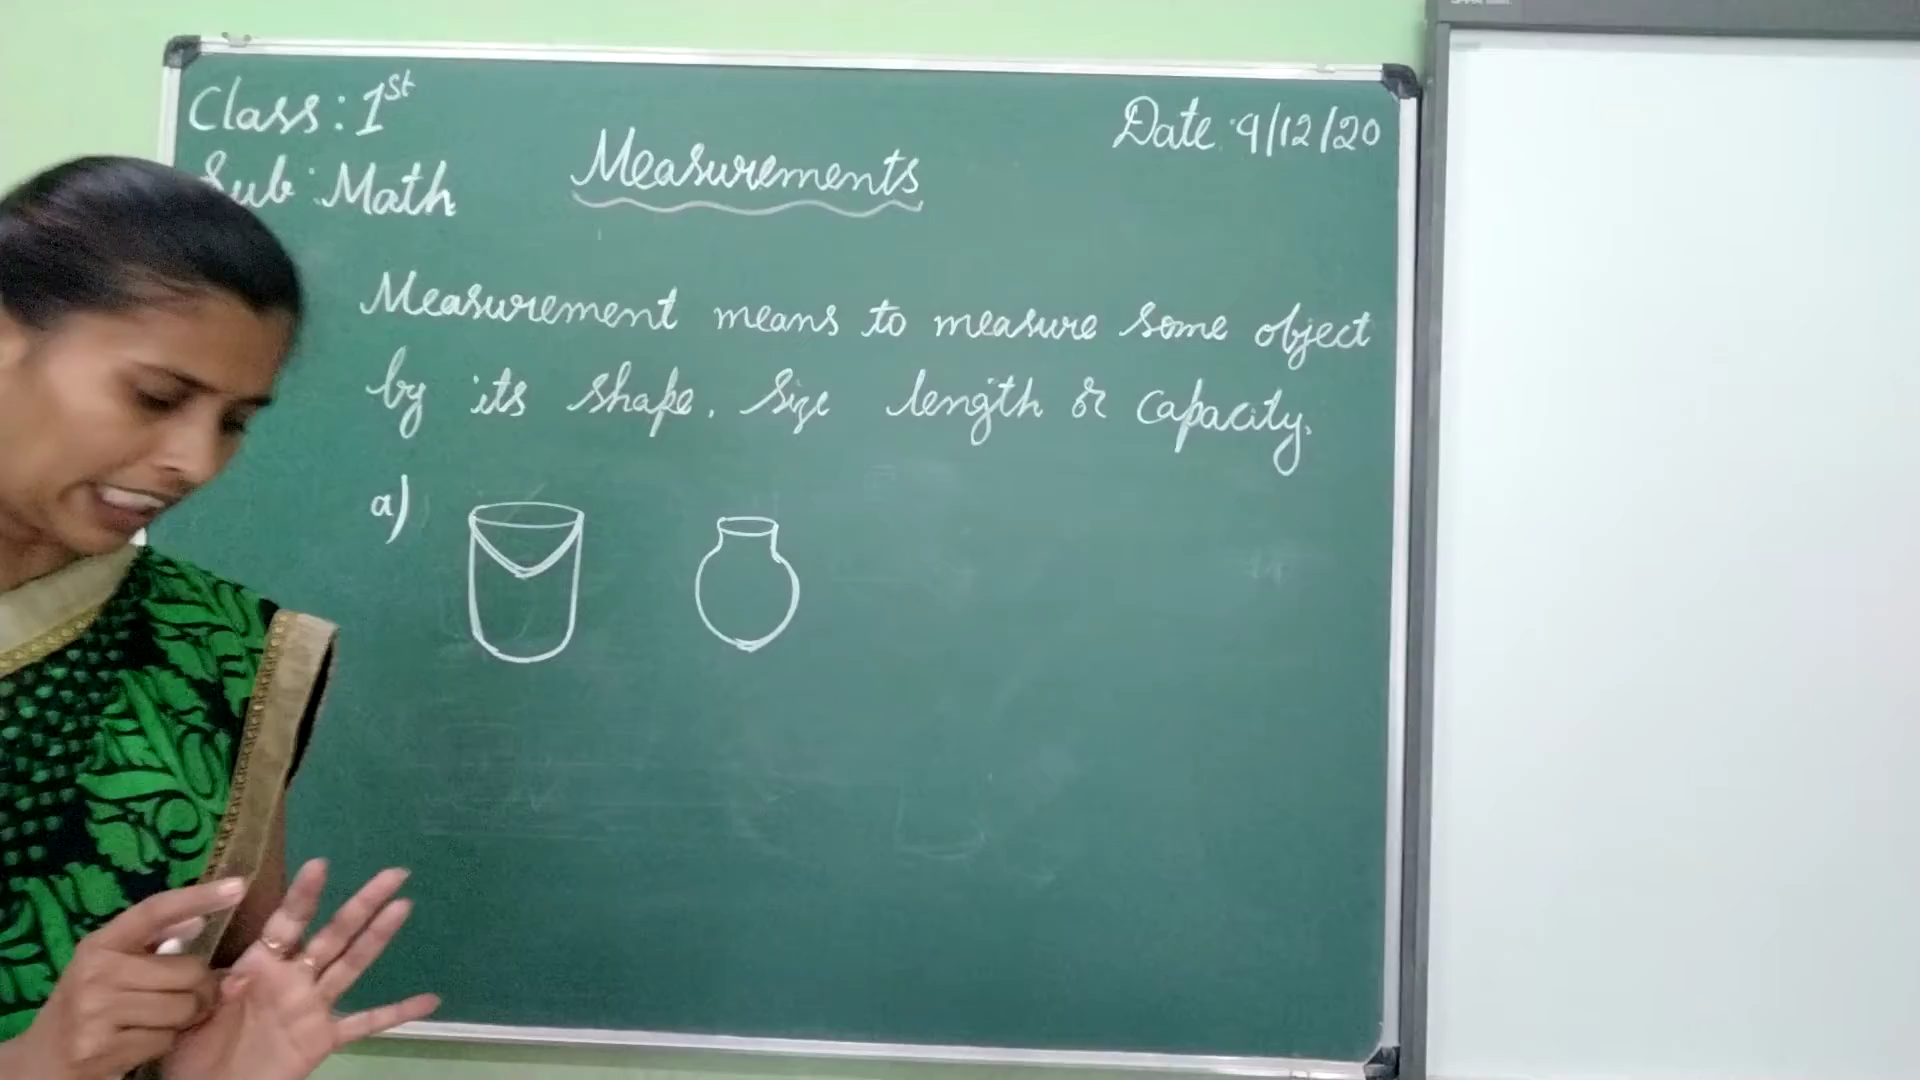 Class: 1st
Date: 9/12/20
Sub: Math
Measurements
Measurement means to measure some object
by its shape, size length or capacity.
a)